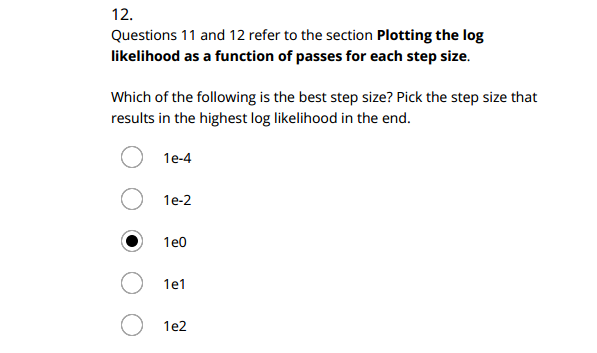 12.
Questions 11 and 12 refer to the section Plotting the log
likelihood as a function of passes for each step size.
Which of the following is the best step size? Pick the step size that
results in the highest log likelihood in the end.
1e-4
1e-2
1e0
1e1
1e2